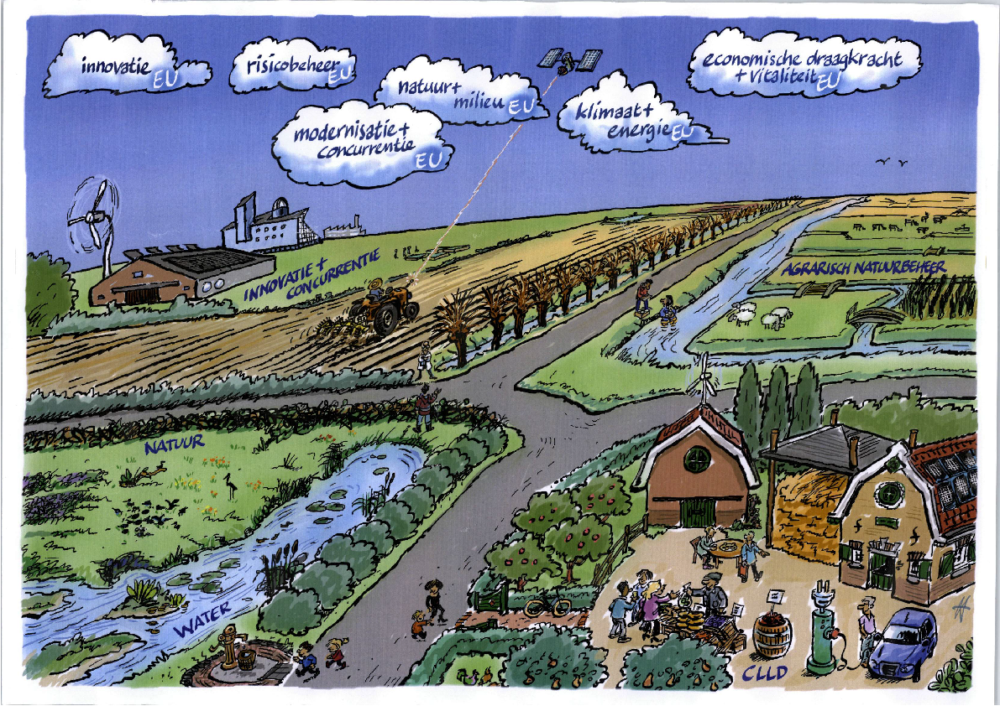 innovatie
EU
risicobeheer
EU
natuur+
milieu EU
modernisatie+
concurrentie
EU
klimaat+
energie EU
economische draagkracht
+ vitaliteit EU
INNOVATIE +
CONCURRENTIE
AGRARISCH NATUURBEHEER
NATUUR
WATER
CLLD